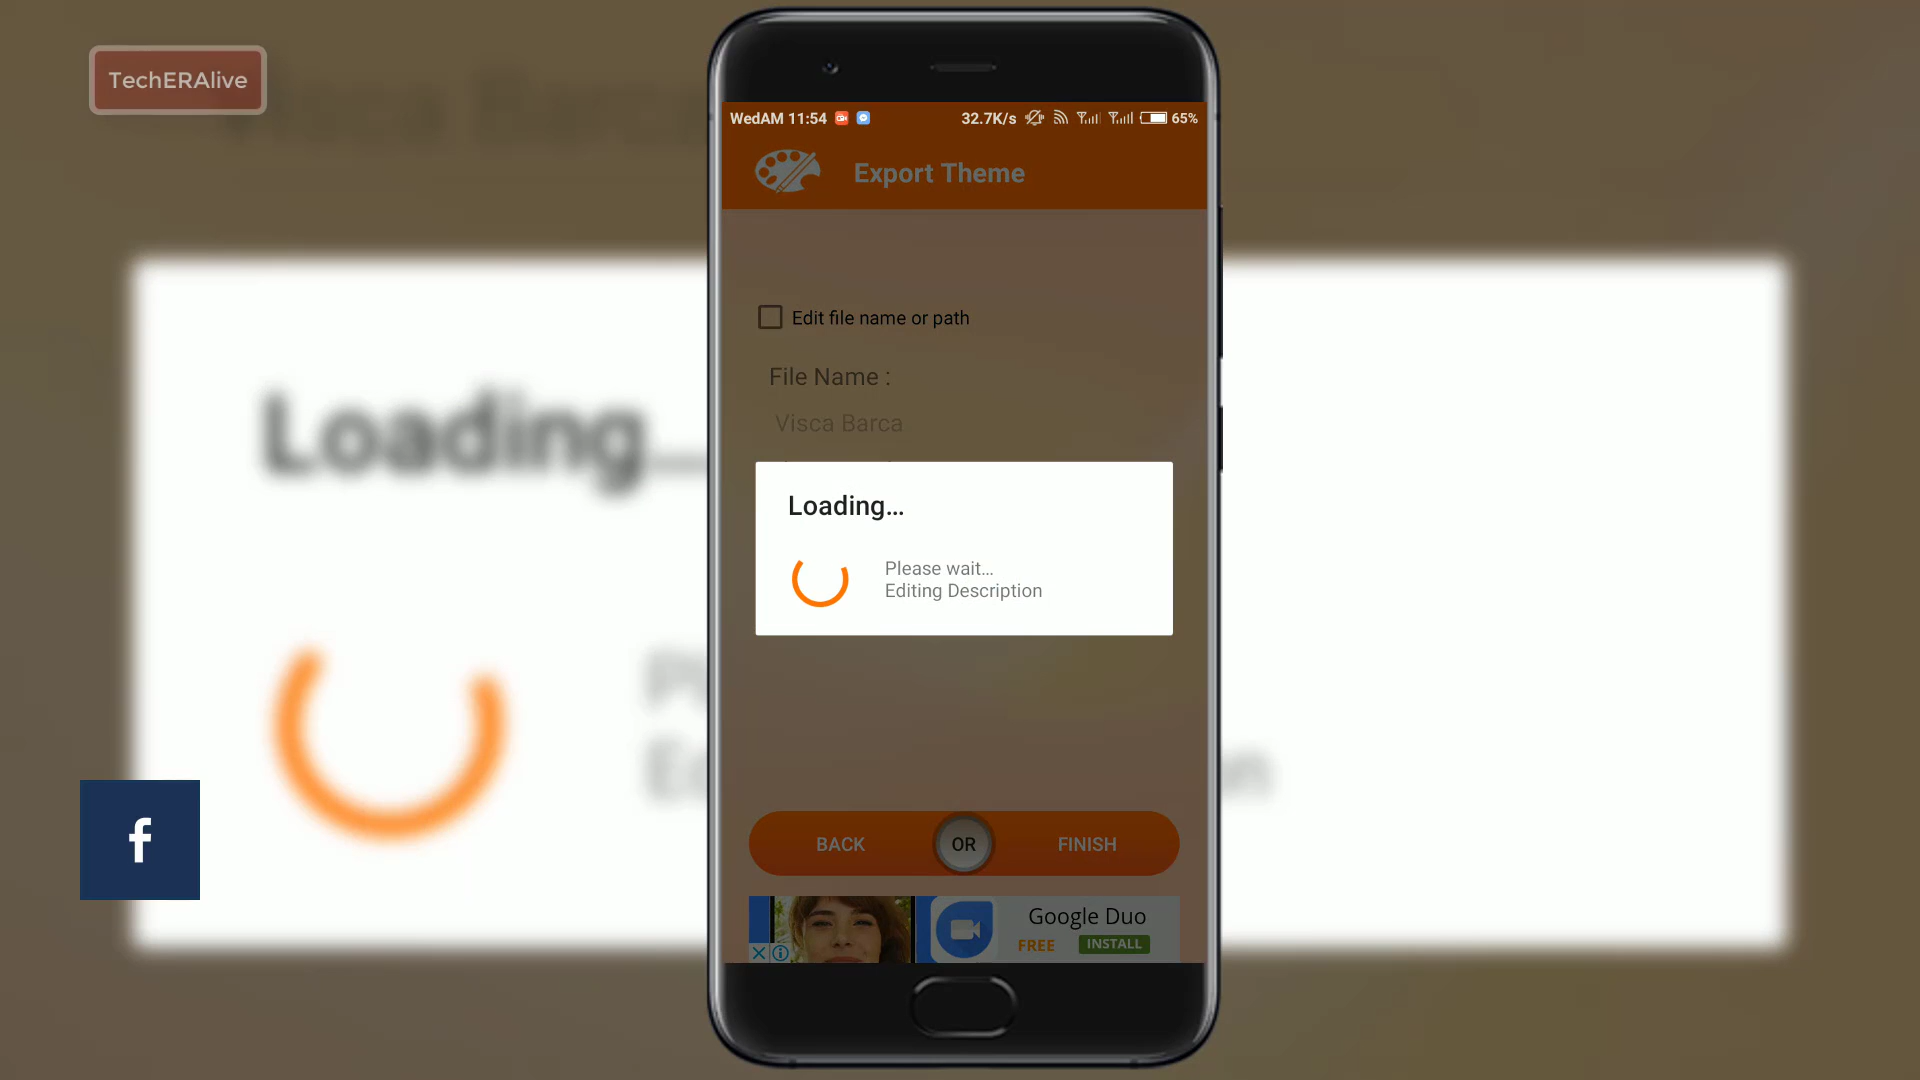 TechERAlive
WedAM 11:54
32.7K/s
65%
Export Theme
Edit file name or path
File Name :
Visca Barca
Loading...
Please wait...
Editing Description
BACK
OR
FINISH
Google Duo
FREE
INSTALL
Loading...
f